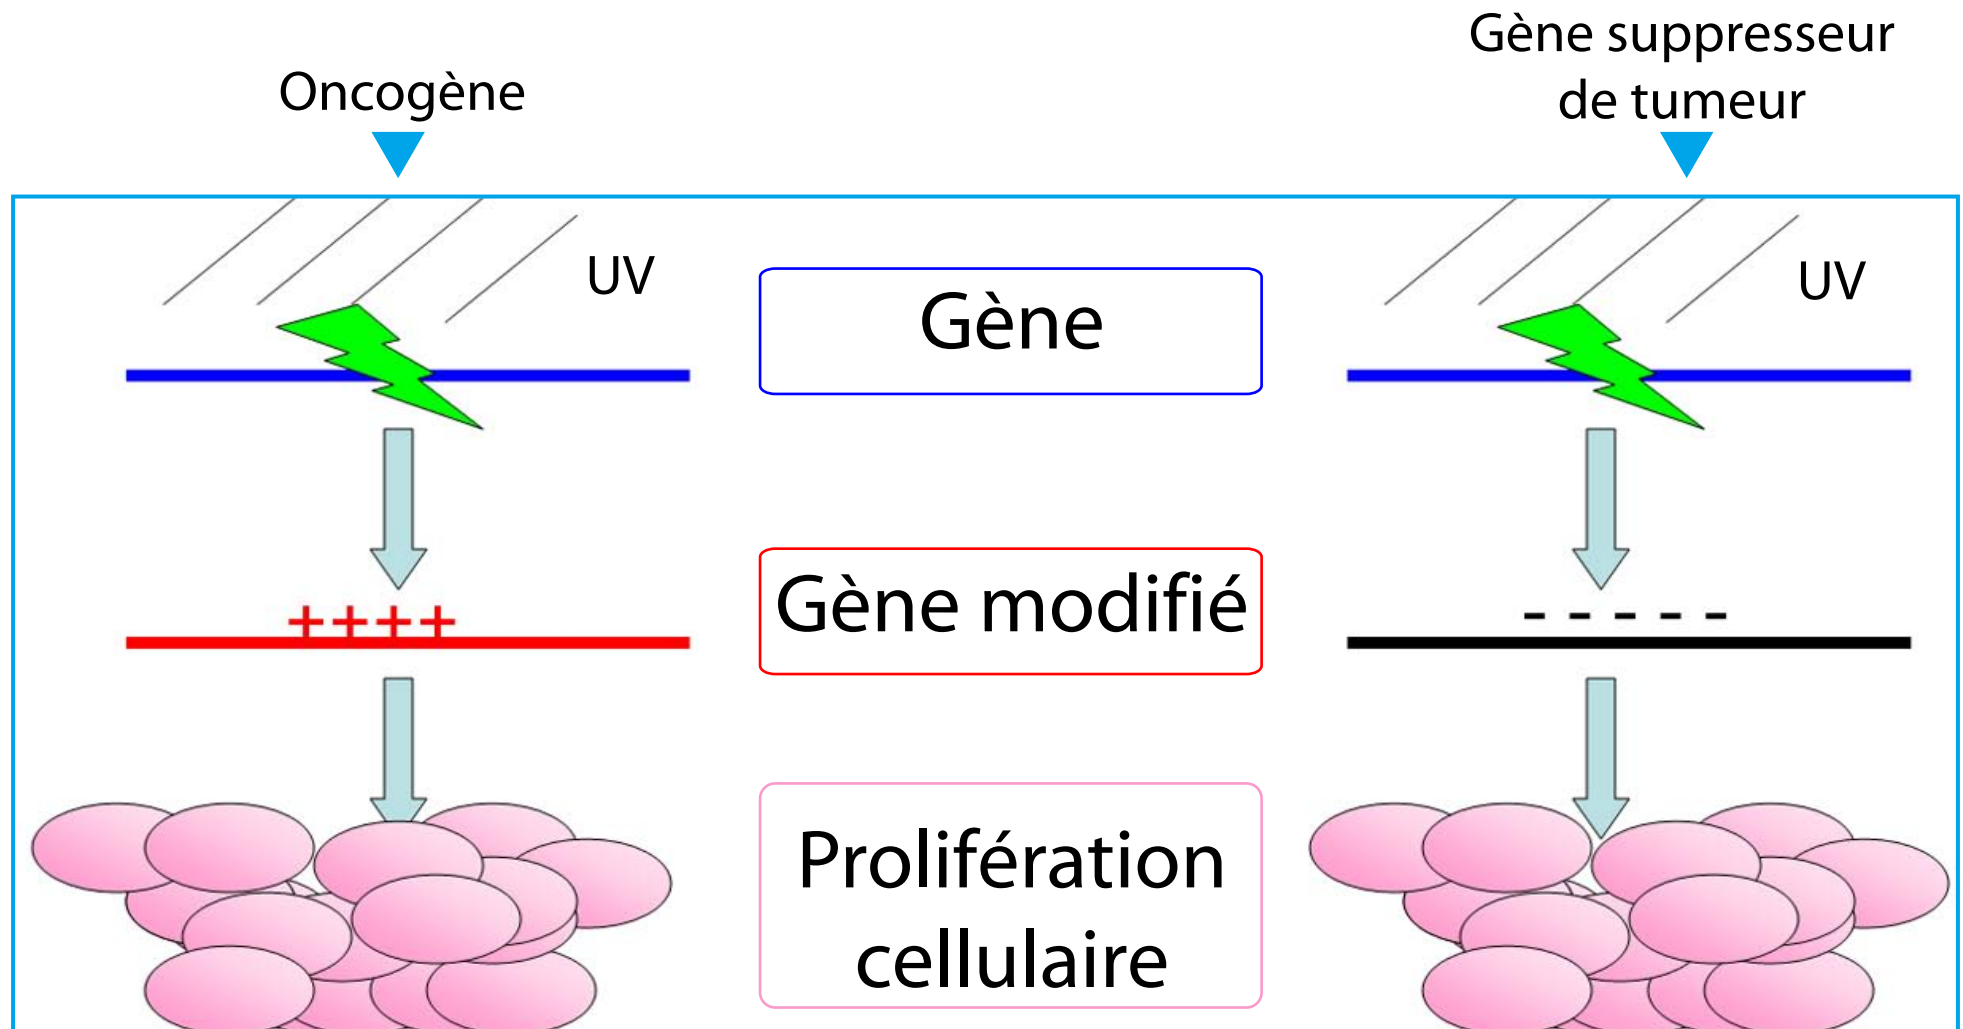 Oncogène
Gène suppresseur
de tumeur
UV
Gène
UV
++++
Gène modifié
- - - - -
Prolifération
cellulaire